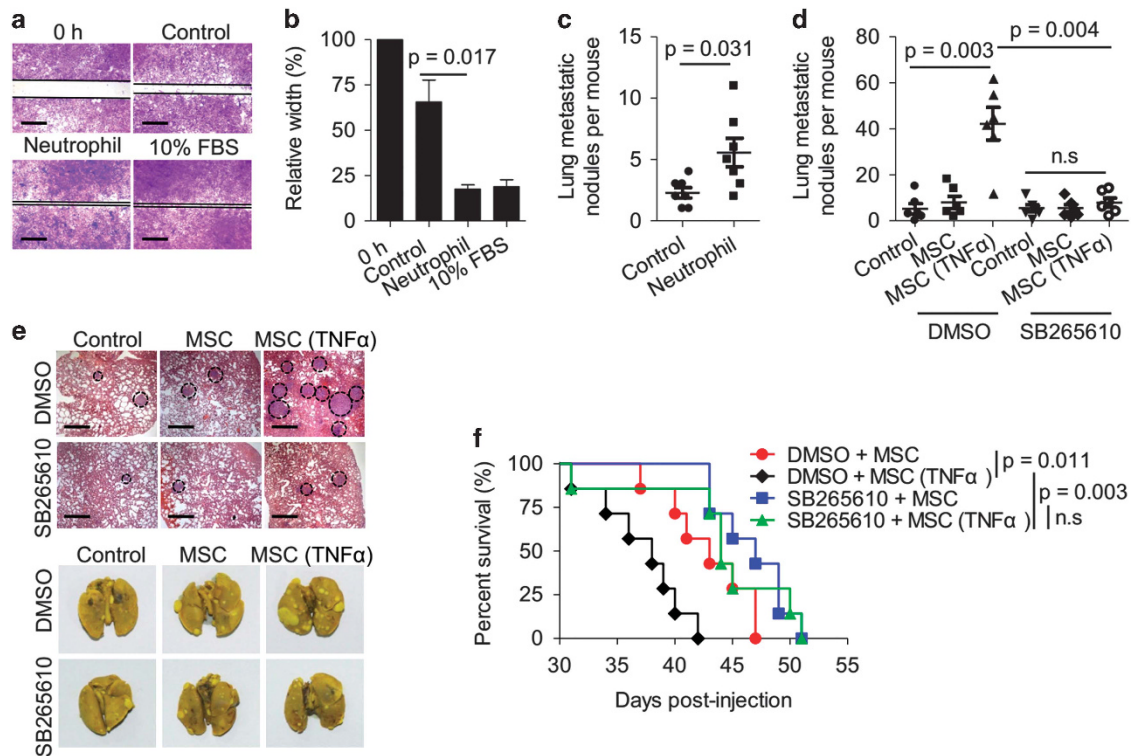 a
0 h
Control
Neutrophil
10% FBS
b
Relative width (%)
100
75
50
25
0
p = 0.017
0 h
Control
Neutrophil
10% FBS
c
Lung metastatic
nodules per mouse
15
10
5
0
p = 0.031
Control
Neutrophil
d
Lung metastatic
nodules per mouse
80
60
40
20
0
p = 0.003
p = 0.004
n.s
Control
MSC
MSC (TNFα)
Control
MSC
MSC (TNFα)
DMSO
SB265610
e
Control
MSC
MSC (TNFα)
DMSO
SB265610
Control
MSC
MSC (TNFα)
DMSO
SB265610
f
Percent survival (%)
100
75
50
25
0
30
35
40
45
50
55
Days post-injection
DMSO + MSC
DMSO + MSC (TNFα )
SB265610 + MSC
SB265610 + MSC (TNFα )
p = 0.011
p = 0.003
n.s